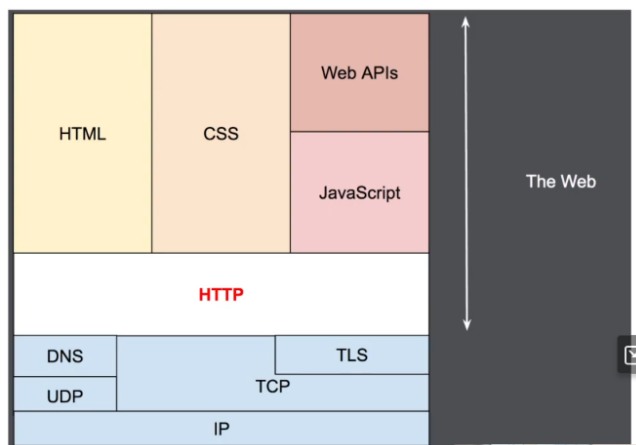 Web APIs
HTML
CSS
The Web
JavaScript
HTTP
DNS
TLS
UDP
TCP
IP